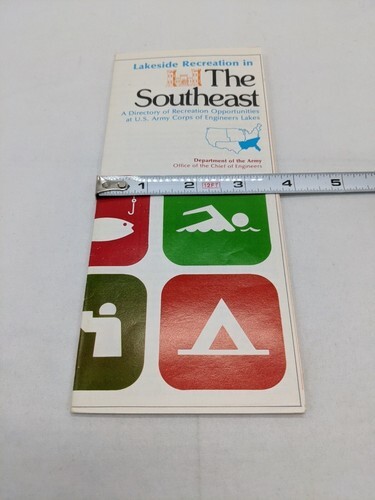 Lakeside Recreation in
The
Southeast
A Directory of Recreation Opportunities
at U.S. Army Corps of Engineers Lakes
Department of the Army
Office of the Chief of Engineers
1 2 3 4 5